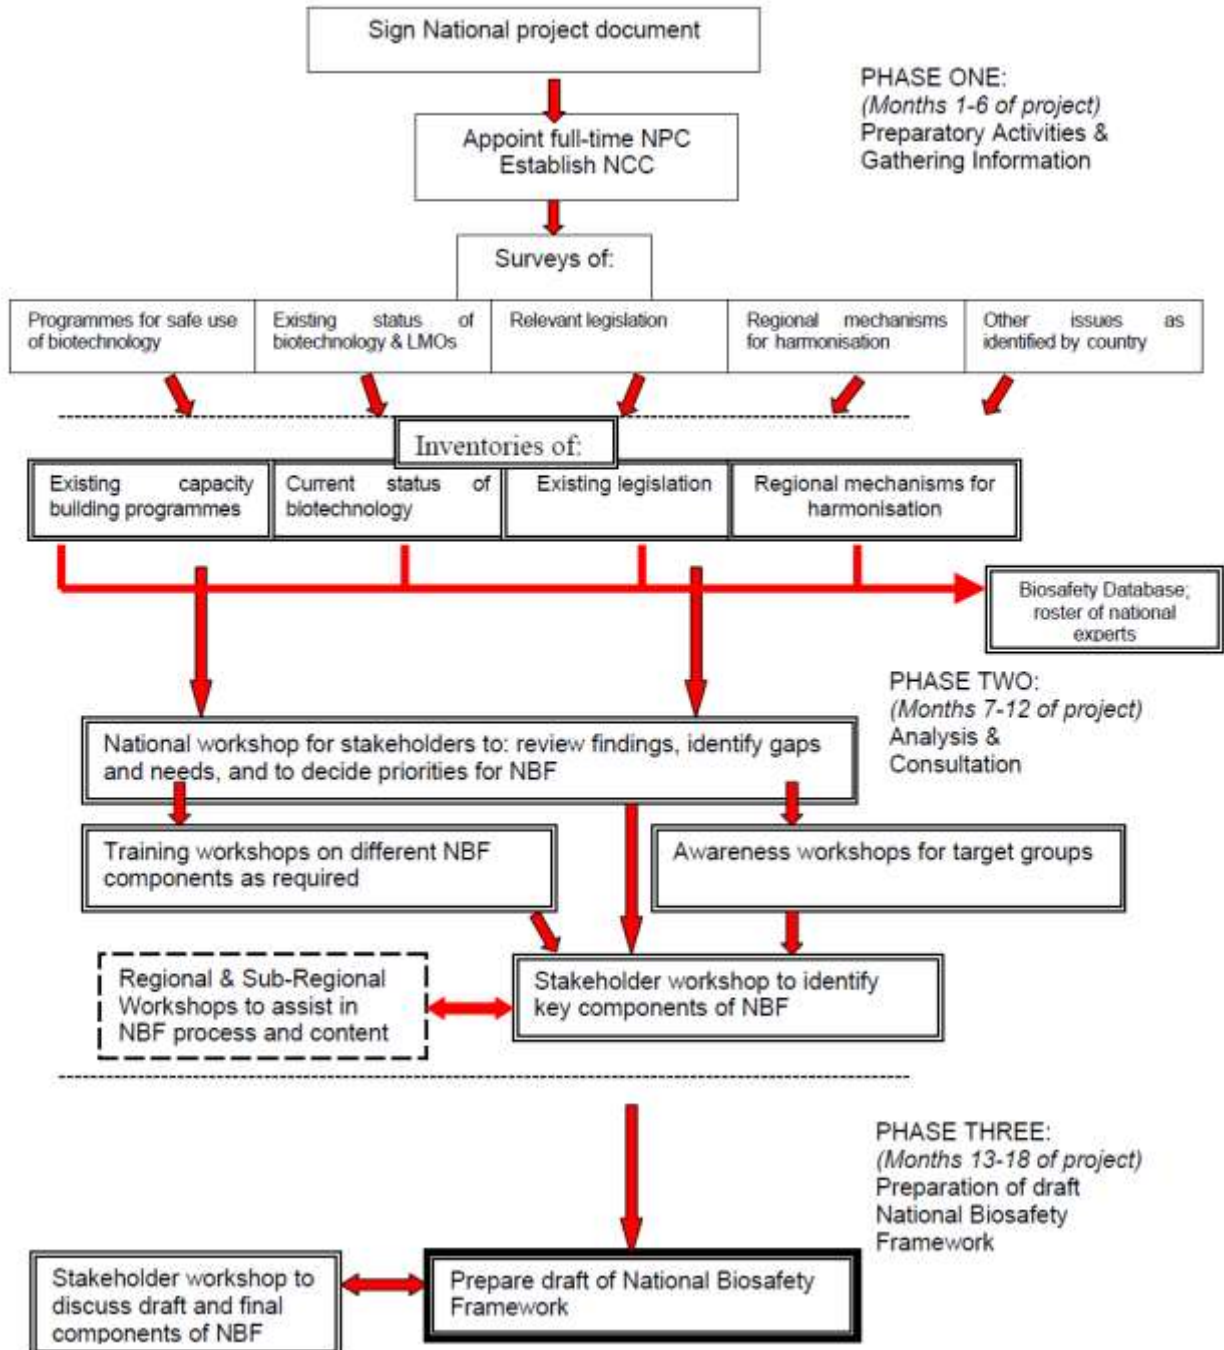 Sign National project document
PHASE ONE:
(Months 1-6 of project)
Preparatory Activities &
Gathering Information
Appoint full-time NPC
Establish NCC
Surveys of:
Programmes for safe use
of biotechnology
Existing status of
biotechnology & LMOs
Relevant legislation
Regional mechanisms
for harmonisation
Other issues as
identified by country
Inventories of:
Existing capacity
building programmes
Current status of
biotechnology
Existing legislation
Regional mechanisms for
harmonisation
Biosafety Database;
roster of national
experts
PHASE TWO:
(Months 7-12 of project)
Analysis &
Consultation
National workshop for stakeholders to: review findings, identify gaps
and needs, and to decide priorities for NBF
Training workshops on different NBF
components as required
Awareness workshops for target groups
Regional & Sub-Regional
Workshops to assist in
NBF process and content
Stakeholder workshop to identify
key components of NBF
PHASE THREE:
(Months 13-18 of project)
Preparation of draft
National Biosafety
Framework
Stakeholder workshop to
discuss draft and final
components of NBF
Prepare draft of National Biosafety
Framework